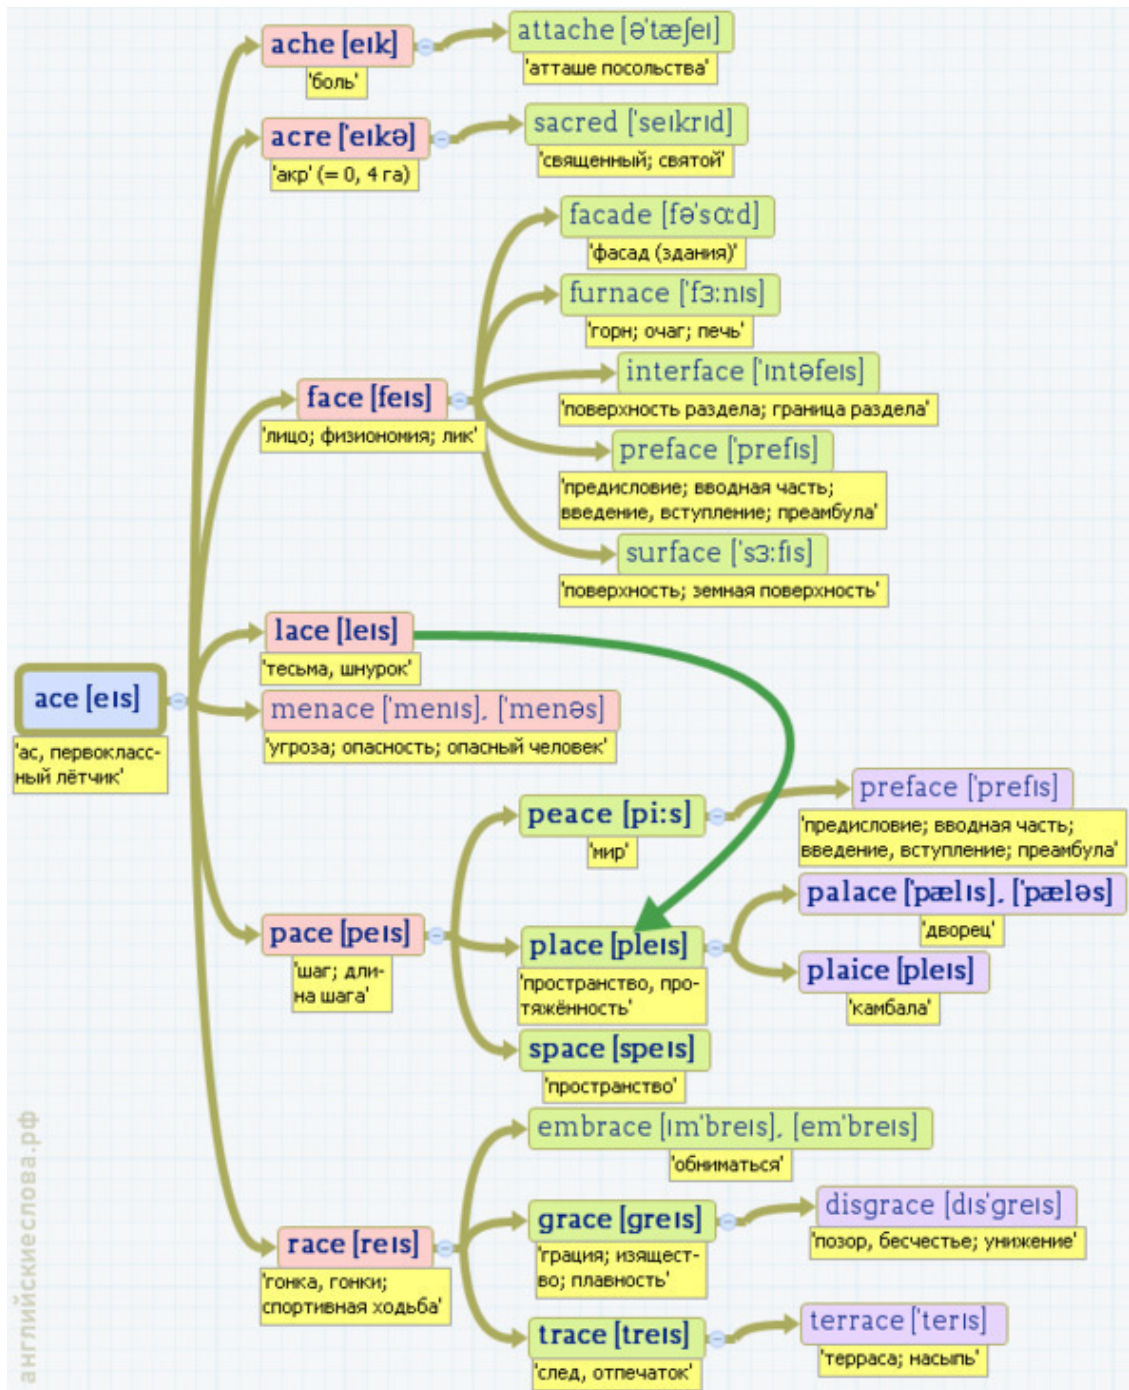 ache [eɪk]
'боль'
attache [ə'tæʃeɪ]
'атташе посольства'
acre ['eɪkə]
'акр' (= 0, 4 га)
sacred ['seɪkrɪd]
'священный; святой'
facade [fə'sɑ:d]
'фасад (здания)'
furnace ['fɜ:nɪs]
'горн; очаг; печь'
face [feɪs]
'лицо; физиономия; лик'
interface ['ɪntəfeɪs]
'поверхность раздела; граница раздела'
preface ['prefɪs]
'предисловие; вводная часть;
введение, вступление; преамбула'
surface ['sɜ:fɪs]
'поверхность; земная поверхность'
lace [leɪs]
'тесьма, шнурок'
ace [eɪs]
'ас, первокласс-
ный лётчик'
menace ['menɪs], ['menəs]
'угроза; опасность; опасный человек'
peace [pi:s]
'мир'
preface ['prefɪs]
'предисловие; вводная часть;
введение, вступление; преамбула'
pace [peɪs]
'шаг; дли-
на шага'
place [pleɪs]
'пространство, про-
тяжённость'
palace ['pælɪs], ['pæləs]
'дворец'
plaice [pleɪs]
'камбала'
space [speɪs]
'пространство'
embrace [ɪm'breɪs], [em'breɪs]
'обниматься'
race [reɪs]
'гонка, гонки;
спортивная ходьба'
grace [greɪs]
'грация; изящест-
во; плавность'
disgrace [dɪs'greɪs]
'позор, бесчестье; унижение'
trace [treɪs]
'след, отпечаток'
terrace ['terɪs]
'терраса; насыпь'
английскиеслова.рф